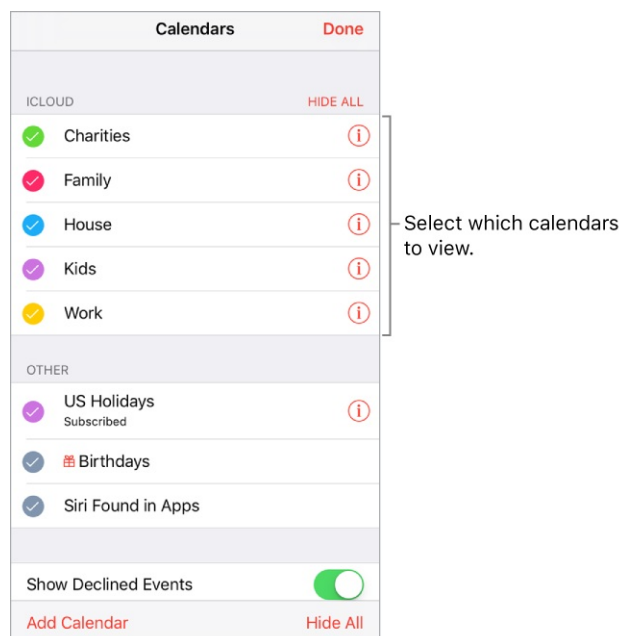 Calendars Done
ICLOUD HIDE ALL
Charities
Family
House
Kids
Work
Select which calendars
to view.
OTHER
US Holidays
Subscribed
Birthdays
Siri Found in Apps
Show Declined Events
Add Calendar Hide All